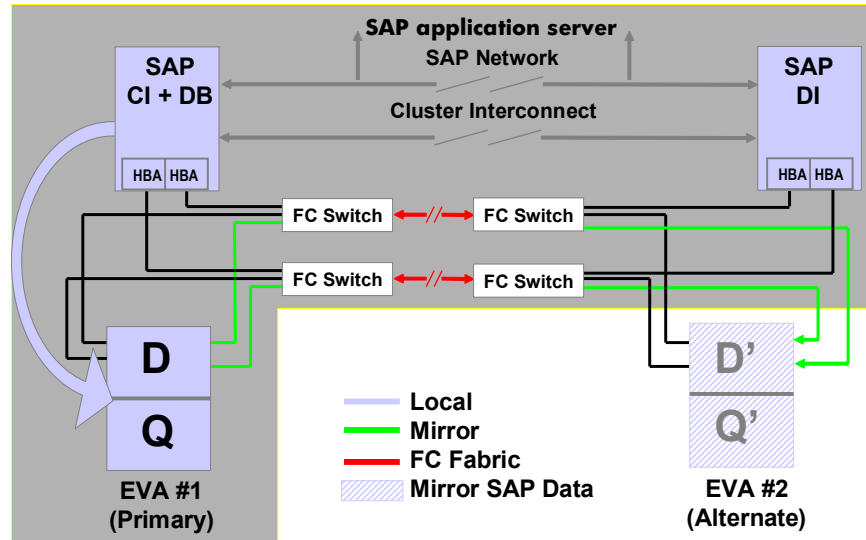 SAP application server
SAP Network
SAP
CI + DB
SAP
DI
Cluster Interconnect
HBA HBA
HBA HBA
FC Switch
FC Switch
FC Switch
FC Switch
D
Q
D’
Q’
Local
Mirror
FC Fabric
Mirror SAP Data
EVA #1
(Primary)
EVA #2
(Alternate)